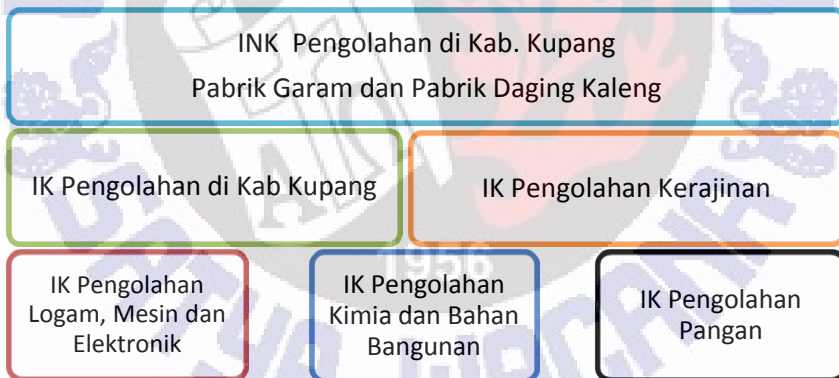 INK Pengolahan di Kab. Kupang
Pabrik Garam dan Pabrik Daging Kaleng
IK Pengolahan di Kab Kupang
IK Pengolahan Kerajinan
IK Pengolahan
Logam, Mesin dan
Elektronik
IK Pengolahan
Kimia dan Bahan
Bangunan
IK Pengolahan
Pangan
1956